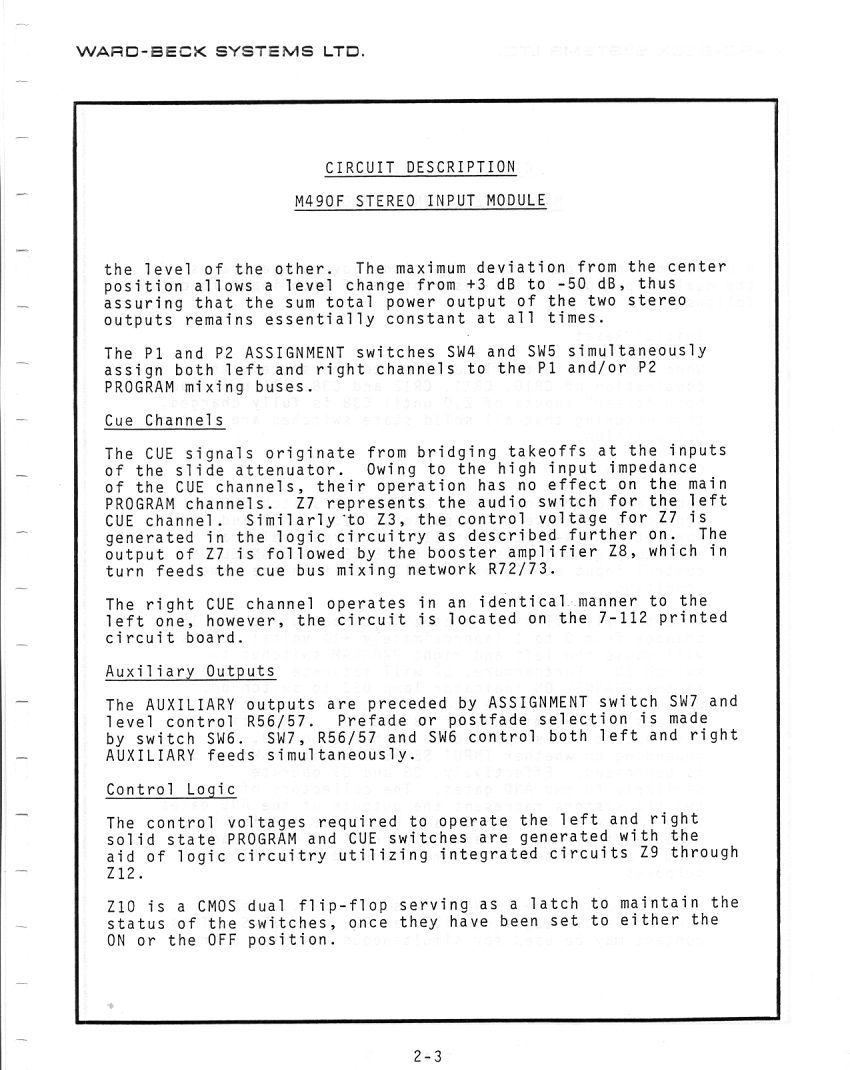 WARD-BECK SYSTEMS LTD.
CIRCUIT DESCRIPTION
M490F STEREO INPUT MODULE
the level of the other. The maximum deviation from the center
position allows a level change from +3 dB to -50 dB, thus
assuring that the sum total power output of the two stereo
outputs remains essentially constant at all times.
The P1 and P2 ASSIGNMENT switches SW4 and SW5 simultaneously
assign both left and right channels to the P1 and/or P2
PROGRAM mixing buses.
Cue Channels
The CUE signals originate from bridging takeoffs at the inputs
of the slide attenuator. Owing to the high input impedance
of the CUE channels, their operation has no effect on the main
PROGRAM channels. Z7 represents the audio switch for the left
CUE channel. Similarly to Z3, the control voltage for Z7 is
generated in the logic circuitry as described further on. The
output of Z7 is followed by the booster amplifier Z8, which in
turn feeds the cue bus mixing network R72/73.
The right CUE channel operates in an identical manner to the
left one, however, the circuit is located on the 7-112 printed
circuit board.
Auxiliary Outputs
The AUXILIARY outputs are preceded by ASSIGNMENT switch SW7 and
level control R56/57. Prefade or postfade selection is made
by switch SW6. SW7, R56/57 and SW6 control both left and right
AUXILIARY feeds simultaneously.
Control Logic
The control voltages required to operate the left and right
solid state PROGRAM and CUE switches are generated with the
aid of logic circuitry utilizing integrated circuits Z9 through
Z12.
Z10 is a CMOS dual flip-flop serving as a latch to maintain the
status of the switches, once they have been set to either the
ON or the OFF position.
2-3